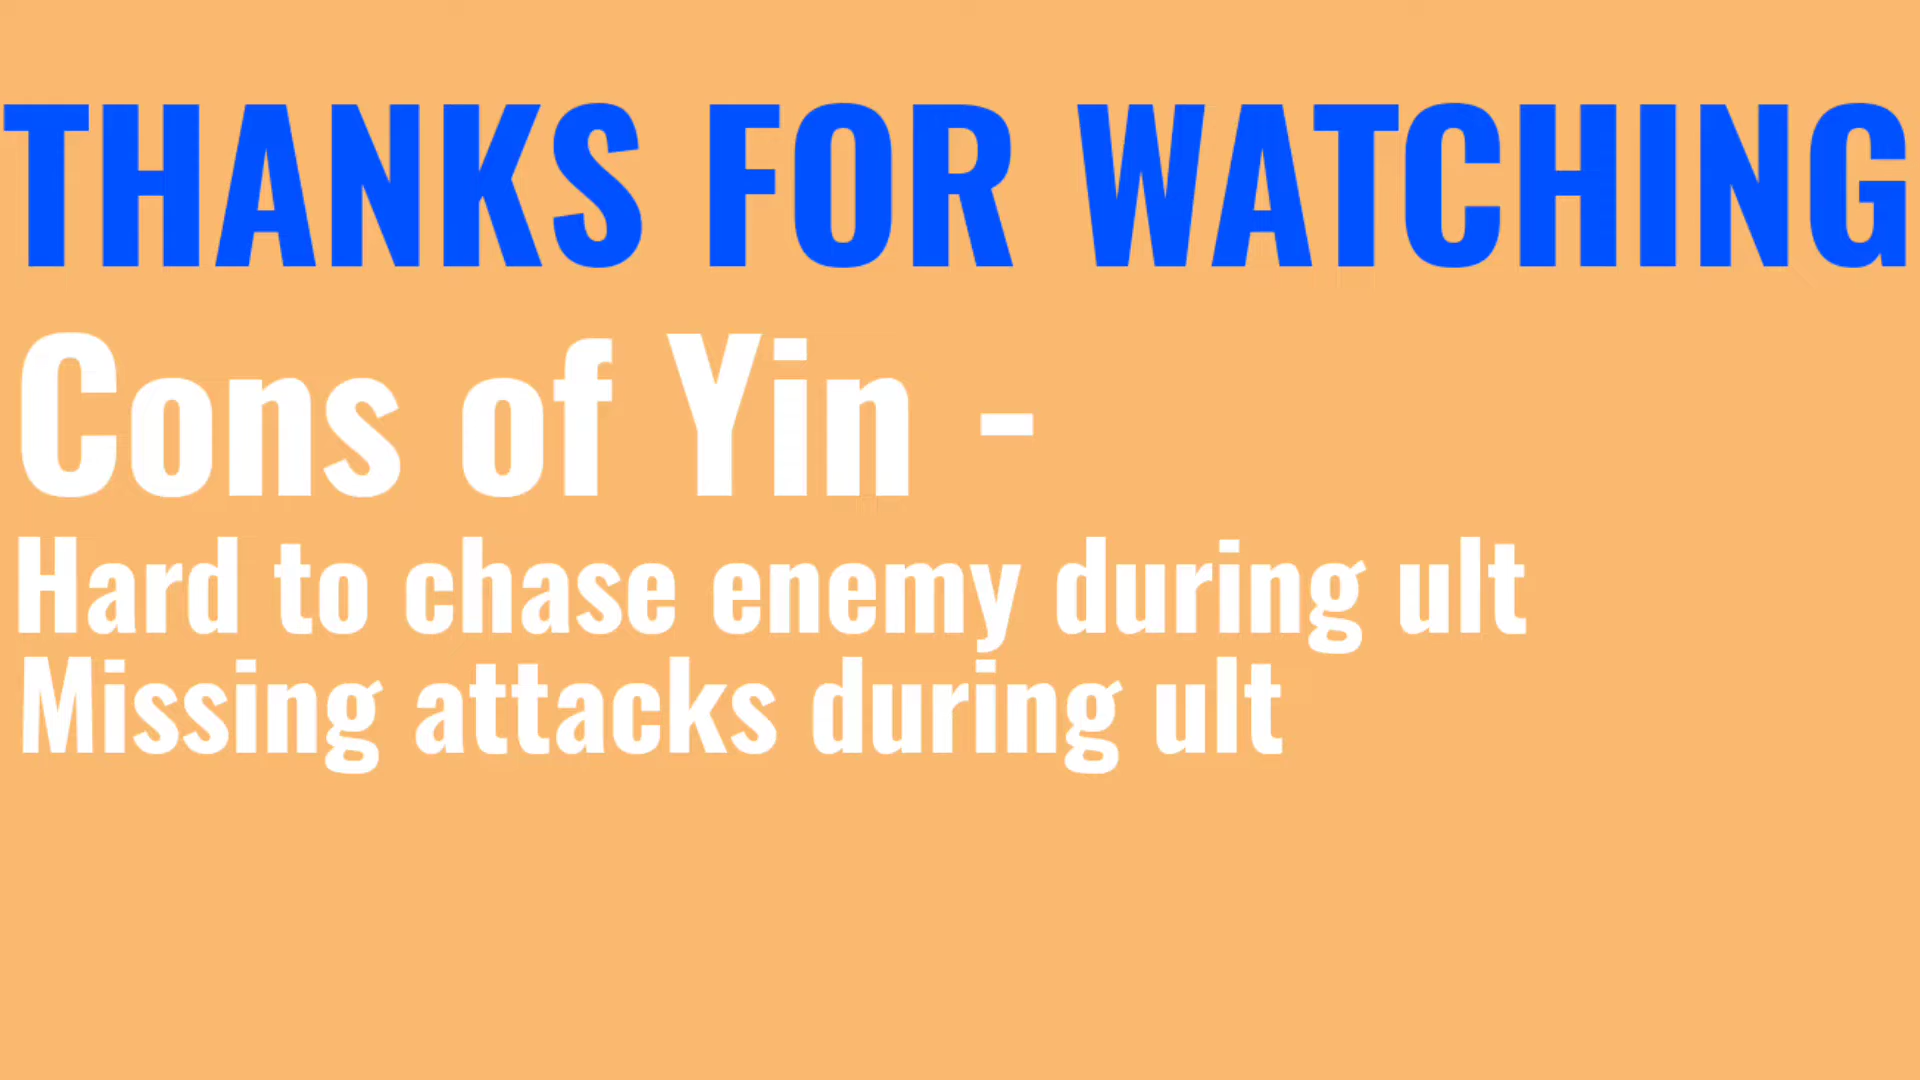 THANKS FOR WATCHING
Cons of Yin -
Hard to chase enemy during ult
Missing attacks during ult